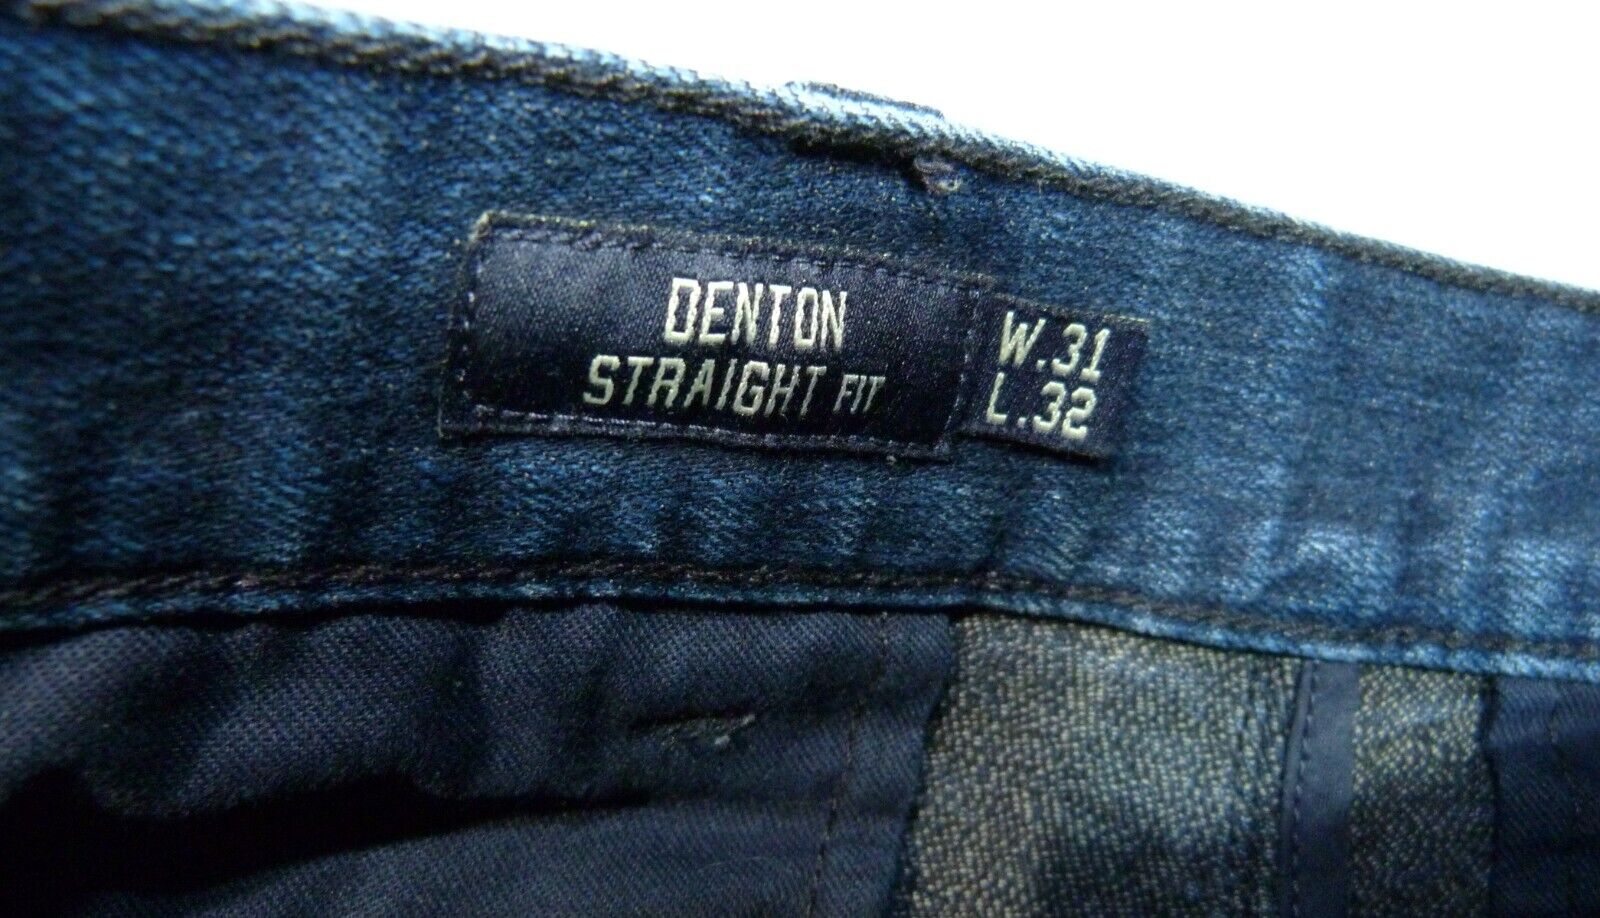 DENTON
STRAIGHT FIT
W.31
L.32